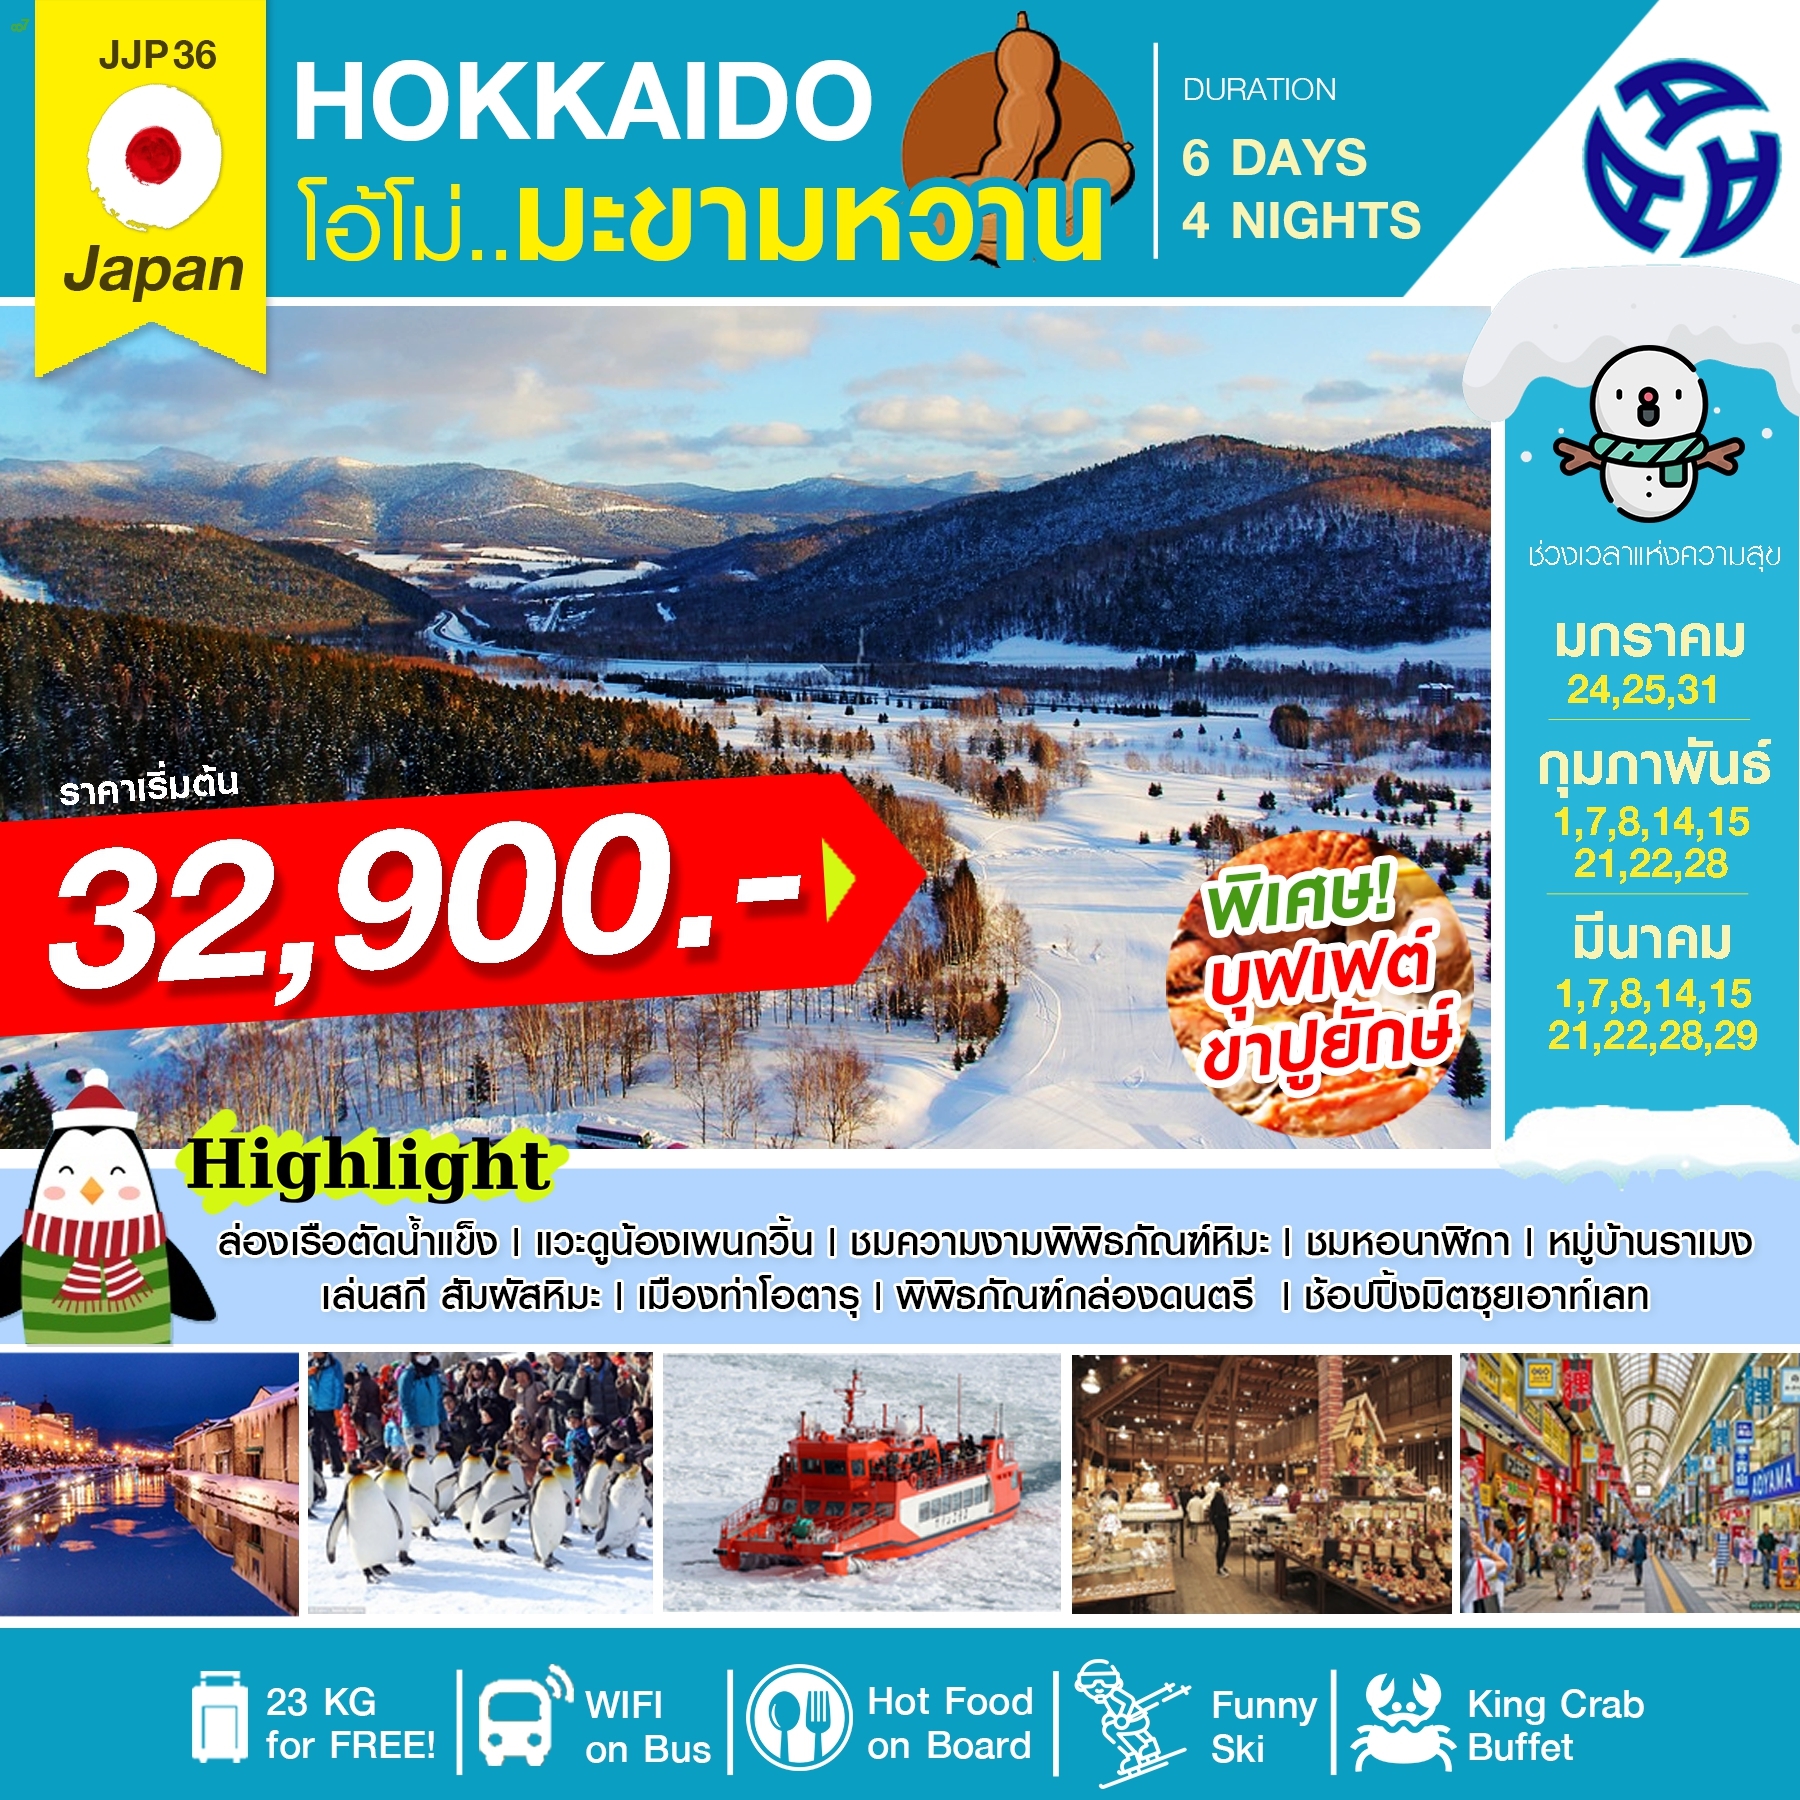 JJP36
Japan
HOKKAIDO
โอ้โม่..มะขามหวาน
DURATION
6 DAYS
4 NIGHTS
ช่วงเวลาแห่งความสุข
มกราคม
24,25,31
กุมภาพันธ์
1,7,8,14,15
21,22,28
มีนาคม
1,7,8,14,15
21,22,28,29
ราคาเริ่มต้น
32,900.-
พิเศษ!
บุฟเฟต์
ขาปูยักษ์
Highlight
ล่องเรือตัดน้ำแข็ง | แวะดูน้องเพนกวิ้น | ชมความงามพิพิธภัณฑ์หิมะ | ชมหอนาฬิกา | หมู่บ้านราเมง
เล่นสกี สัมผัสหิมะ | เมืองท่าโอตารุ | พิพิธภัณฑ์กล่องดนตรี | ช้อปปิ้งมิตซุยเอาท์เลท
AOYAMA
23 KG
for FREE!
WIFI
on Bus
Hot Food
on Board
Funny
Ski
King Crab
Buffet